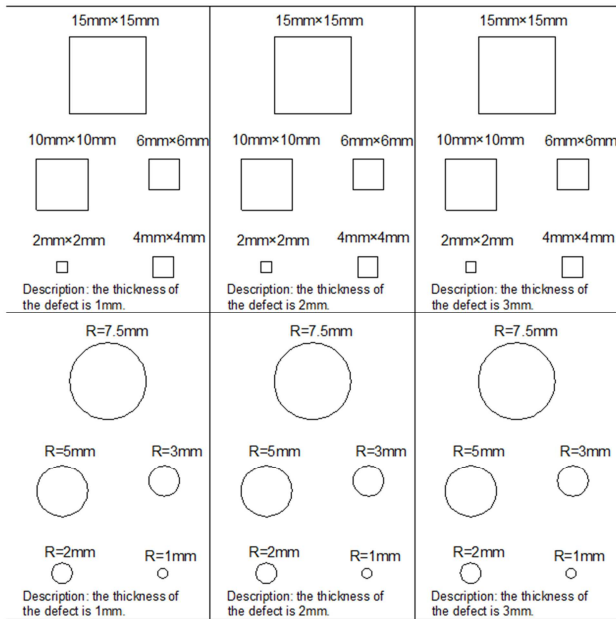 15mm×15mm
10mm×10mm 6mm×6mm
2mm×2mm 4mm×4mm
Description: the thickness of
the defect is 1mm.
15mm×15mm
10mm×10mm 6mm×6mm
2mm×2mm 4mm×4mm
Description: the thickness of
the defect is 2mm.
15mm×15mm
10mm×10mm 6mm×6mm
2mm×2mm 4mm×4mm
Description: the thickness of
the defect is 3mm.
R=7.5mm
R=5mm R=3mm
R=2mm R=1mm
Description: the thickness of
the defect is 1mm.
R=7.5mm
R=5mm R=3mm
R=2mm R=1mm
Description: the thickness of
the defect is 2mm.
R=7.5mm
R=5mm R=3mm
R=2mm R=1mm
Description: the thickness of
the defect is 3mm.